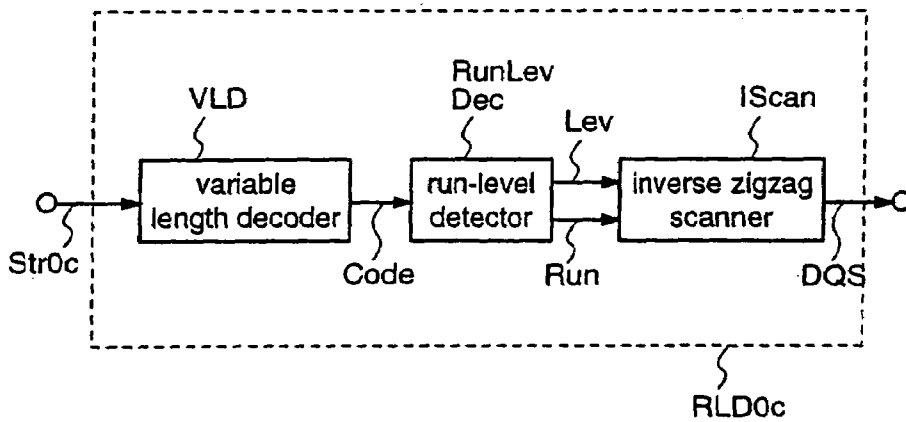 VLD
RunLev
Dec
Lev
IScan
variable
length decoder
run-level
detector
inverse zigzag
scanner
Str0c
Code
Run
DQS
RLD0c